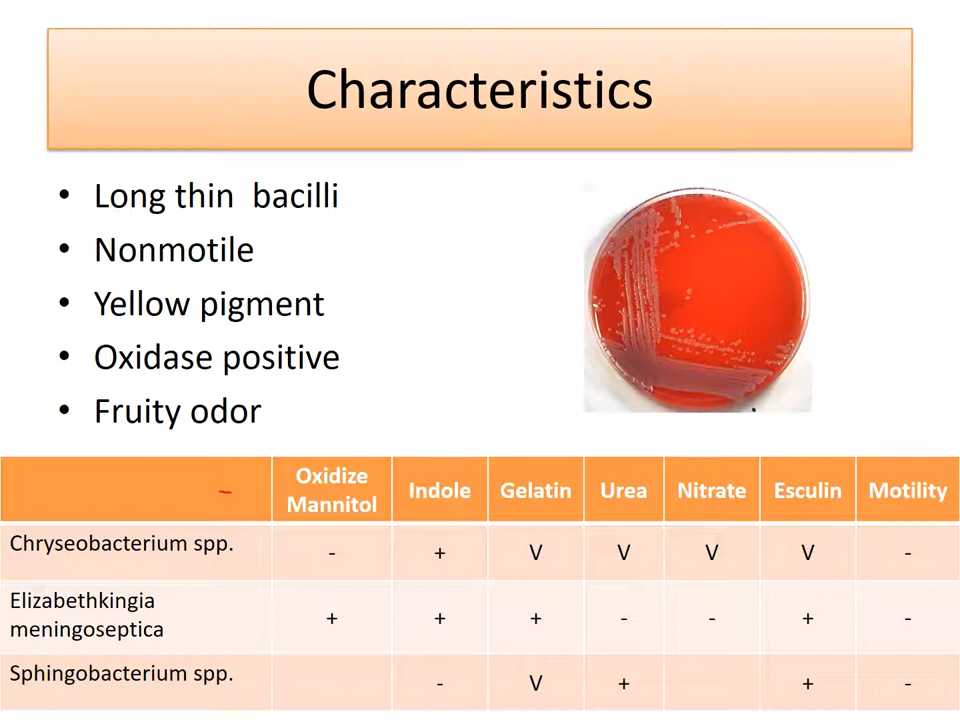 Characteristics
• Long thin bacilli
• Nonmotile
• Yellow pigment
• Oxidase positive
• Fruity odor
Oxidize Mannitol Indole Gelatin Urea Nitrate Esculin Motility
Chryseobacterium spp. - + V V V V -
Elizabethkingia meningoseptica + + + - - + -
Sphingobacterium spp. - V + + -